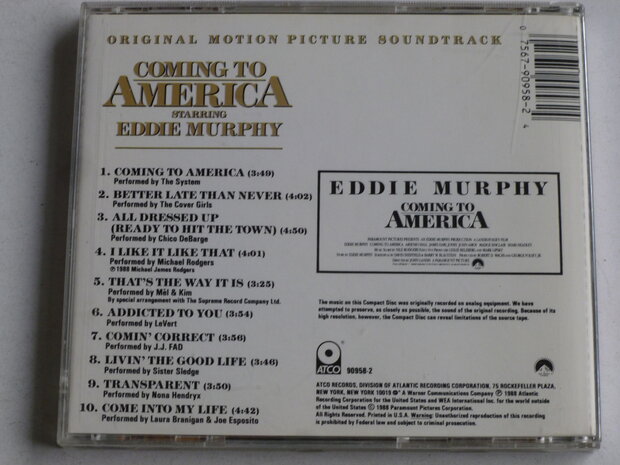 ORIGINAL MOTION PICTURE SOUNDTRACK
COMING TO
AMERICA
STARRING
EDDIE MURPHY
0 7567-90958-2 4
1. COMING TO AMERICA (3:49)
Performed by The System
2. BETTER LATE THAN NEVER (4:02)
Performed by The Cover Girls
3. ALL DRESSED UP
(READY TO HIT THE TOWN) (4:50)
Performed by Chico DeBarge
4. I LIKE IT LIKE THAT (4:01)
Performed by Michael Rodgers
℗ 1988 Michael James Rodgers
5. THAT'S THE WAY IT IS (3:25)
Performed by Mél & Kim
By special arrangement with The Supreme Record Company Ltd.
6. ADDICTED TO YOU (3:54)
Performed by LeVert
7. COMIN' CORRECT (3:56)
Performed by J.J. FAD
8. LIVIN' THE GOOD LIFE (3:46)
Performed by Sister Sledge
9. TRANSPARENT (3:50)
Performed by Nona Hendryx
10. COME INTO MY LIFE (4:42)
Performed by Laura Branigan & Joe Esposito
EDDIE MURPHY
COMING TO
AMERICA
The music on this Compact Disc was originally recorded on analog equipment. We have
attempted to preserve, as closely as possible, the sound of the original recording. Because of its
high resolution, however, the Compact Disc can reveal limitations of the source tape.
ATCO
90958-2
ATCO RECORDS, DIVISION OF ATLANTIC RECORDING CORPORATION, 75 ROCKEFELLER PLAZA,
NEW YORK, NEW YORK 10019 A Warner Communications Company ℗ 1988 Atlantic
Recording Corporation for the United States and WEA International Inc. for the world outside
of the United States © 1988 Paramount Pictures Corporation.
All Rights Reserved. Printed in U.S.A. Warning: Unauthorized reproduction of this recording
is prohibited by Federal law and subject to criminal prosecution.